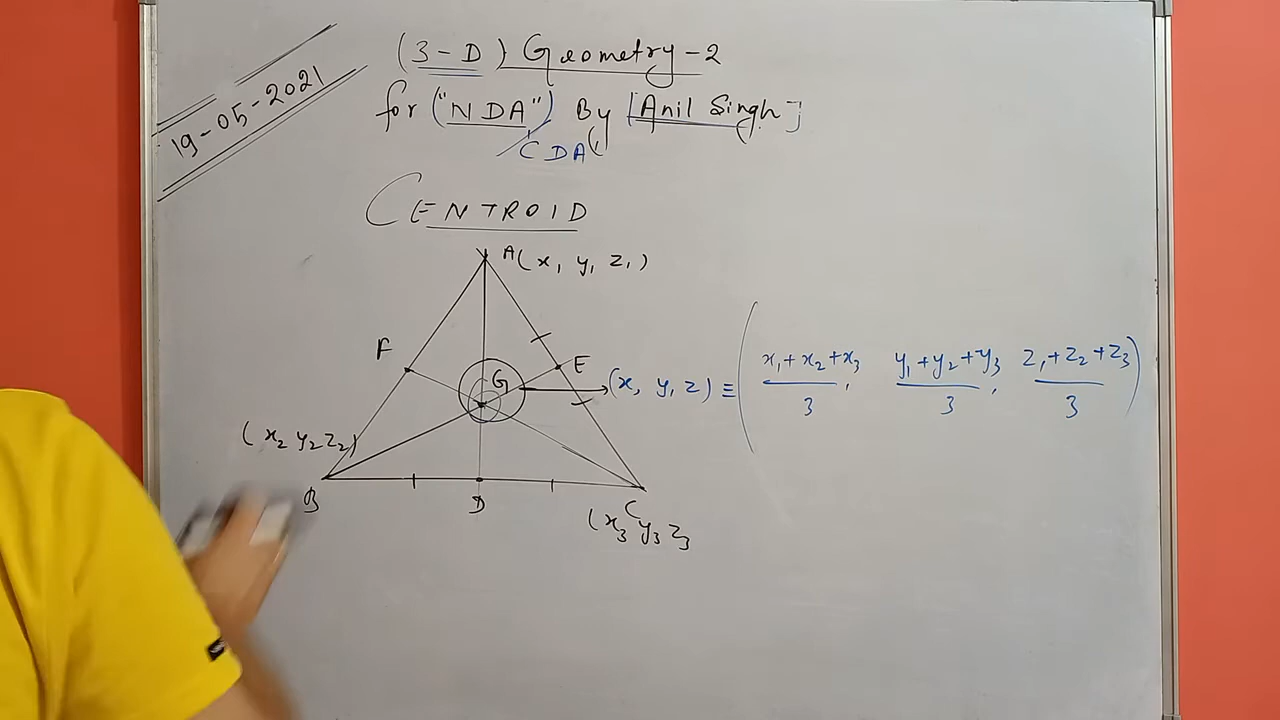 19-05-2021
(3-D) Geometry-2
for ("NDA") By [Anil Singh]
CDA
CENTROID
A(x₁ y₁ z₁)
F
E
G
(x, y, z) ≡ (x₁+x₂+x₃/3, y₁+y₂+y₃/3, z₁+z₂+z₃/3)
(x₂ y₂ z₂)
B
D
C
(x₃ y₃ z₃)